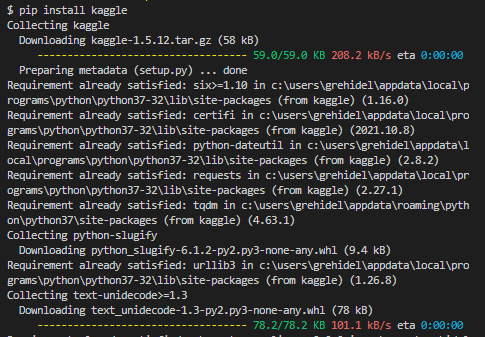 $ pip install kaggle
Collecting kaggle
  Downloading kaggle-1.5.12.tar.gz (58 kB)
     ---------------------------------- 59.0/59.0 KB 208.2 kB/s eta 0:00:00
  Preparing metadata (setup.py) ... done
Requirement already satisfied: six>=1.10 in c:\users\grehidel\appdata\local\p
rograms\python\python37-32\lib\site-packages (from kaggle) (1.16.0)
Requirement already satisfied: certifi in c:\users\grehidel\appdata\local\pro
grams\python\python37-32\lib\site-packages (from kaggle) (2021.10.8)
Requirement already satisfied: python-dateutil in c:\users\grehidel\appdata\l
ocal\programs\python\python37-32\lib\site-packages (from kaggle) (2.8.2)
Requirement already satisfied: requests in c:\users\grehidel\appdata\local\pr
ograms\python\python37-32\lib\site-packages (from kaggle) (2.27.1)
Requirement already satisfied: tqdm in c:\users\grehidel\appdata\roaming\pyth
on\python37\site-packages (from kaggle) (4.63.1)
Collecting python-slugify
  Downloading python_slugify-6.1.2-py2.py3-none-any.whl (9.4 kB)
Requirement already satisfied: urllib3 in c:\users\grehidel\appdata\local\pro
grams\python\python37-32\lib\site-packages (from kaggle) (1.26.8)
Collecting text-unidecode>=1.3
  Downloading text_unidecode-1.3-py2.py3-none-any.whl (78 kB)
     ---------------------------------- 78.2/78.2 KB 101.1 kB/s eta 0:00:00